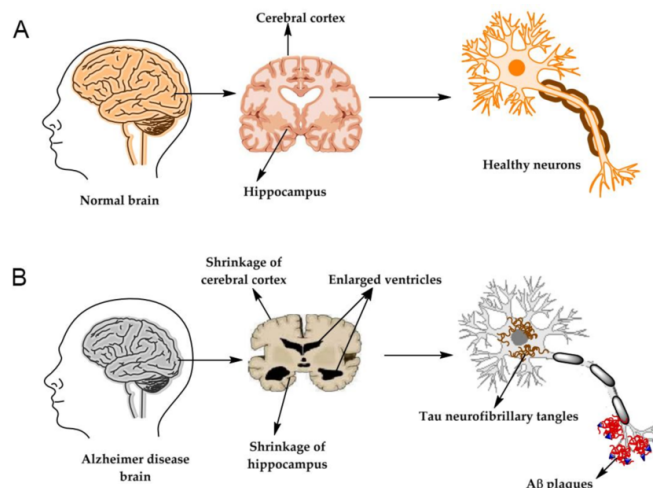 A
Cerebral cortex
Hippocampus
Normal brain
Healthy neurons
B
Shrinkage of
cerebral cortex
Enlarged ventricles
Tau neurofibrillary tangles
Shrinkage of
hippocampus
Alzheimer disease
brain
Aβ plaques